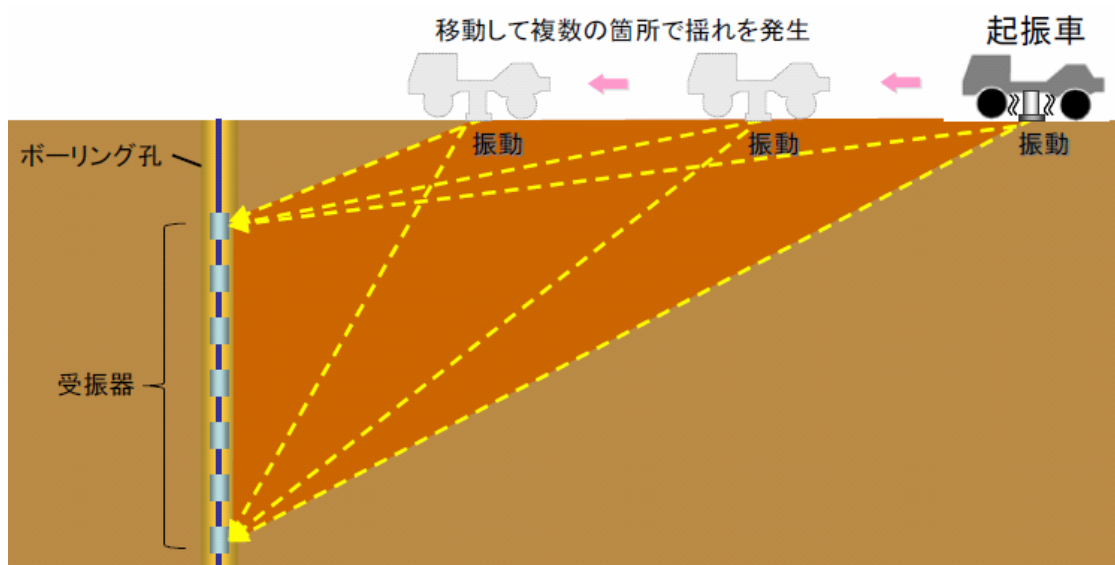 移動して複数の箇所で揺れを発生
起振車
振動
振動
振動
ボーリング孔
受振器